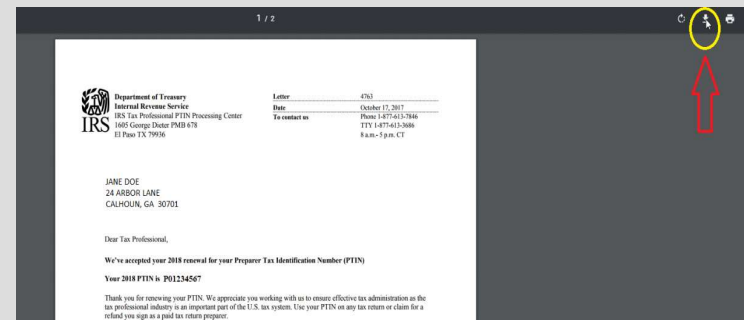 1 / 2
Department of Treasury
Internal Revenue Service
IRS Tax Professional PTIN Processing Center
1605 George Dieter PMB 678
El Paso TX 79936
IRS
Letter 4763
Date October 17, 2017
To contact us Phone 1-877-613-7846
TTY 1-877-613-3686
8 a.m.- 5 p.m. CT
JANE DOE
24 ARBOR LANE
CALHOUN, GA 30701
Dear Tax Professional,
We've accepted your 2018 renewal for your Preparer Tax Identification Number (PTIN)
Your 2018 PTIN is P01234567
Thank you for renewing your PTIN. We appreciate you working with us to ensure effective tax administration as the
tax professional industry is an important part of the U.S. tax system. Use your PTIN on any tax return or claim for a
refund you sign as a paid tax return preparer.